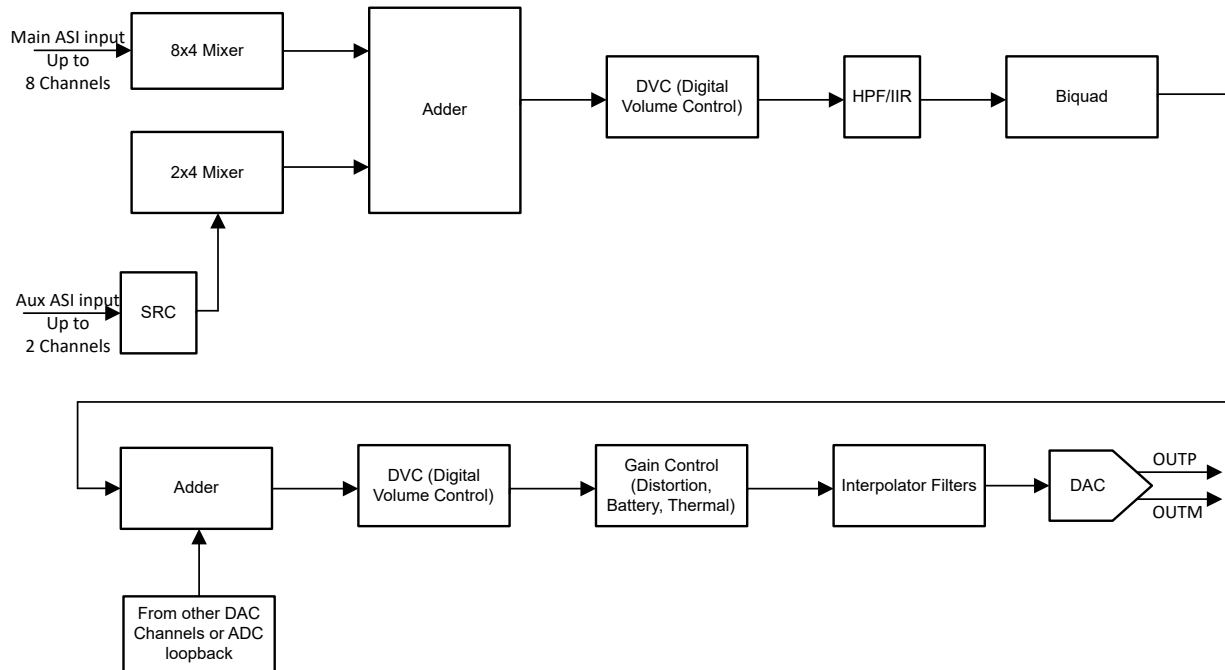 Main ASI input
Up to
8 Channels
8x4 Mixer
2x4 Mixer
Aux ASI input
Up to
2 Channels
SRC
Adder
DVC (Digital
Volume Control)
HPF/IIR
Biquad
Adder
From other DAC
Channels or ADC
loopback
DVC (Digital
Volume Control)
Gain Control
(Distortion,
Battery, Thermal)
Interpolator Filters
DAC
OUTP
OUTM